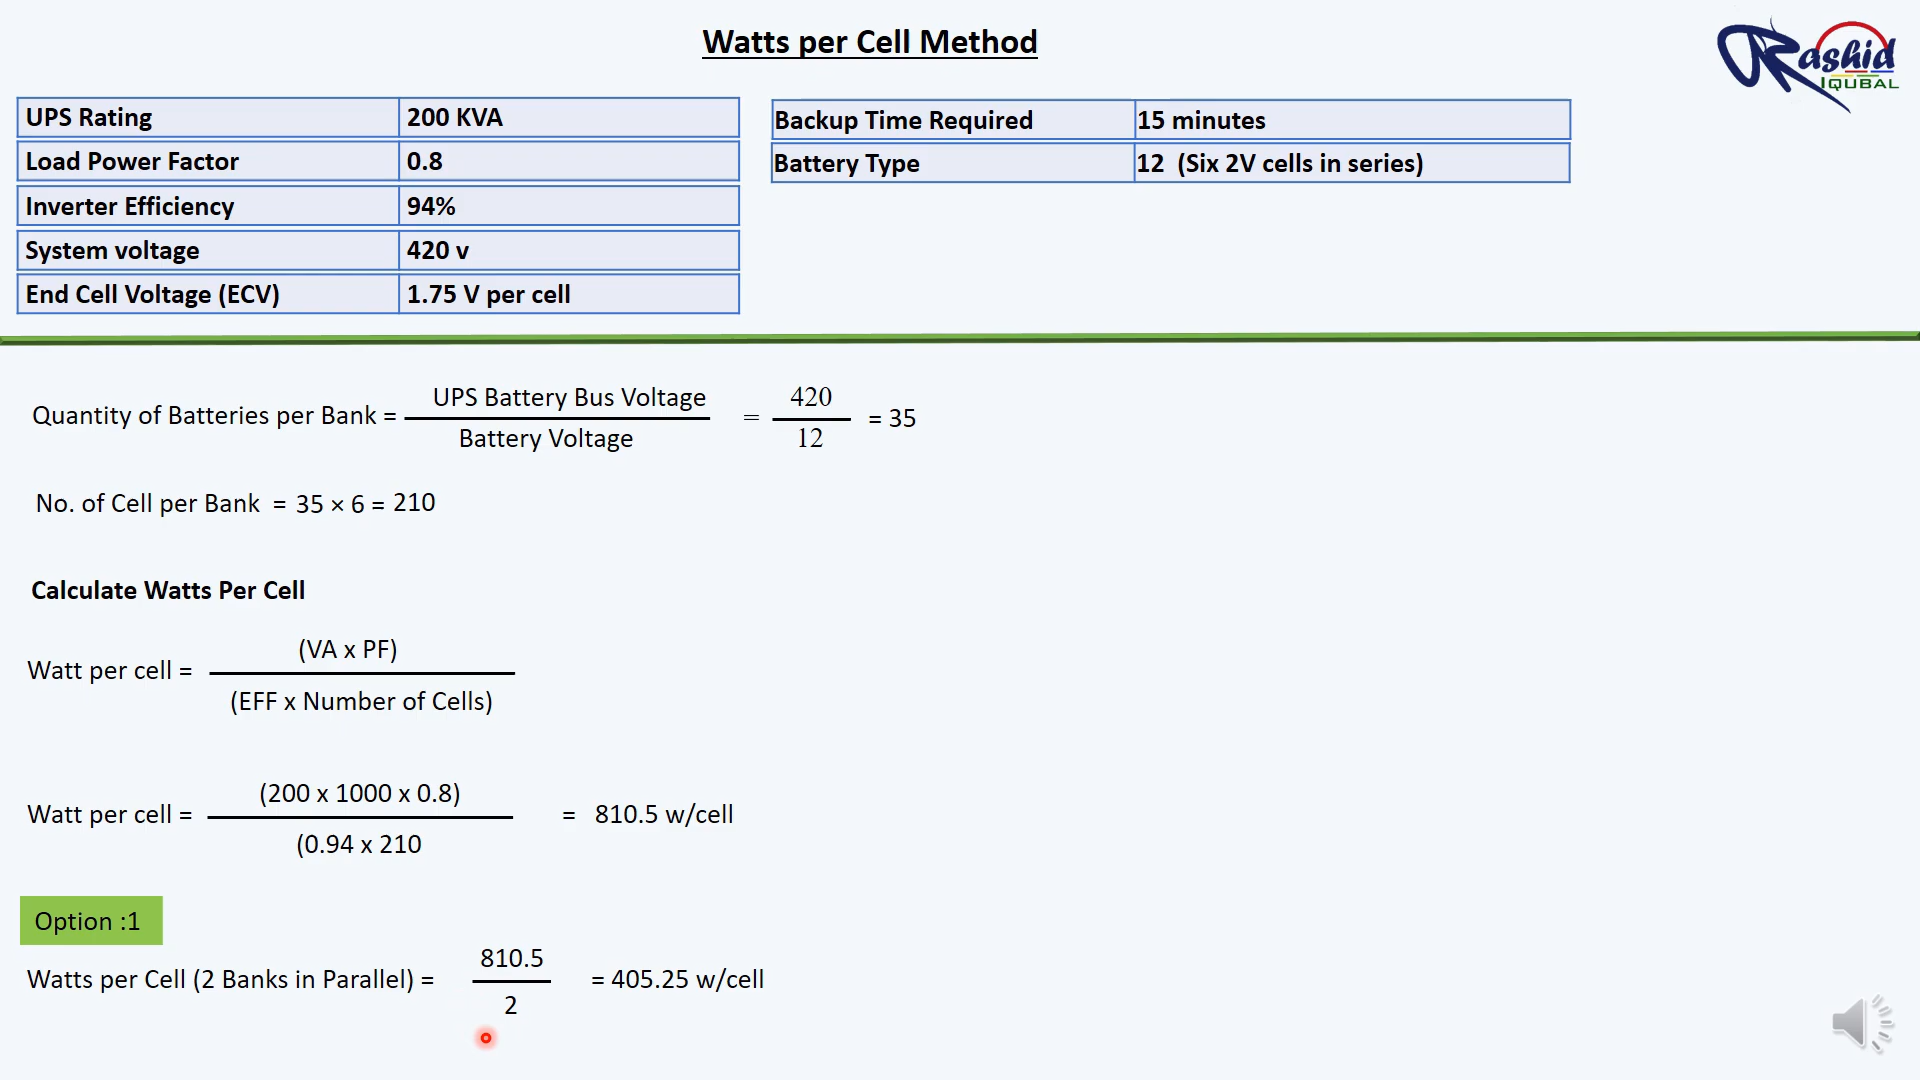 Watts per Cell Method
Rashid
IQUBAL
UPS Rating 200 KVA
Load Power Factor 0.8
Inverter Efficiency 94%
System voltage 420 v
End Cell Voltage (ECV) 1.75 V per cell
Backup Time Required 15 minutes
Battery Type 12 (Six 2V cells in series)
Quantity of Batteries per Bank = UPS Battery Bus Voltage / Battery Voltage = 420 / 12 = 35
No. of Cell per Bank = 35 × 6 = 210
Calculate Watts Per Cell
Watt per cell = (VA x PF) / (EFF x Number of Cells)
Watt per cell = (200 x 1000 x 0.8) / (0.94 x 210 = 810.5 w/cell
Option :1
Watts per Cell (2 Banks in Parallel) = 810.5 / 2 = 405.25 w/cell